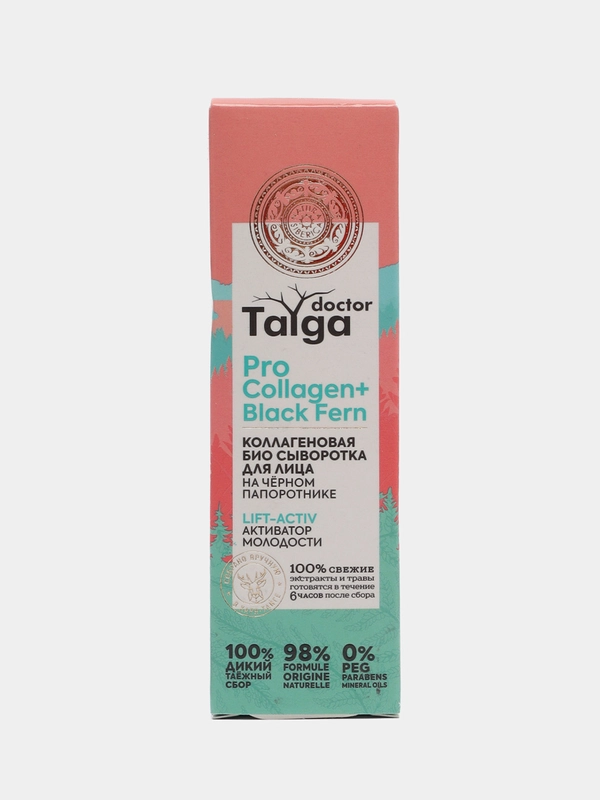 NATURA
SIBERICA
doctor
Taiga
Pro
Collagen+
Black Fern
КОЛЛАГЕНОВАЯ
БИО СЫВОРОТКА
ДЛЯ ЛИЦА
НА ЧЁРНОМ
ПАПОРОТНИКЕ
LIFT-ACTIV
АКТИВАТОР
МОЛОДОСТИ
100% СВЕЖИЕ
экстракты и травы
готовятся в течение
6 ЧАСОВ после сбора
100%
ДИКИЙ
ТАЁЖНЫЙ
СБОР
98%
FORMULE
ORIGINE
NATURELLE
0%
PEG
PARABENS
MINERAL OILS